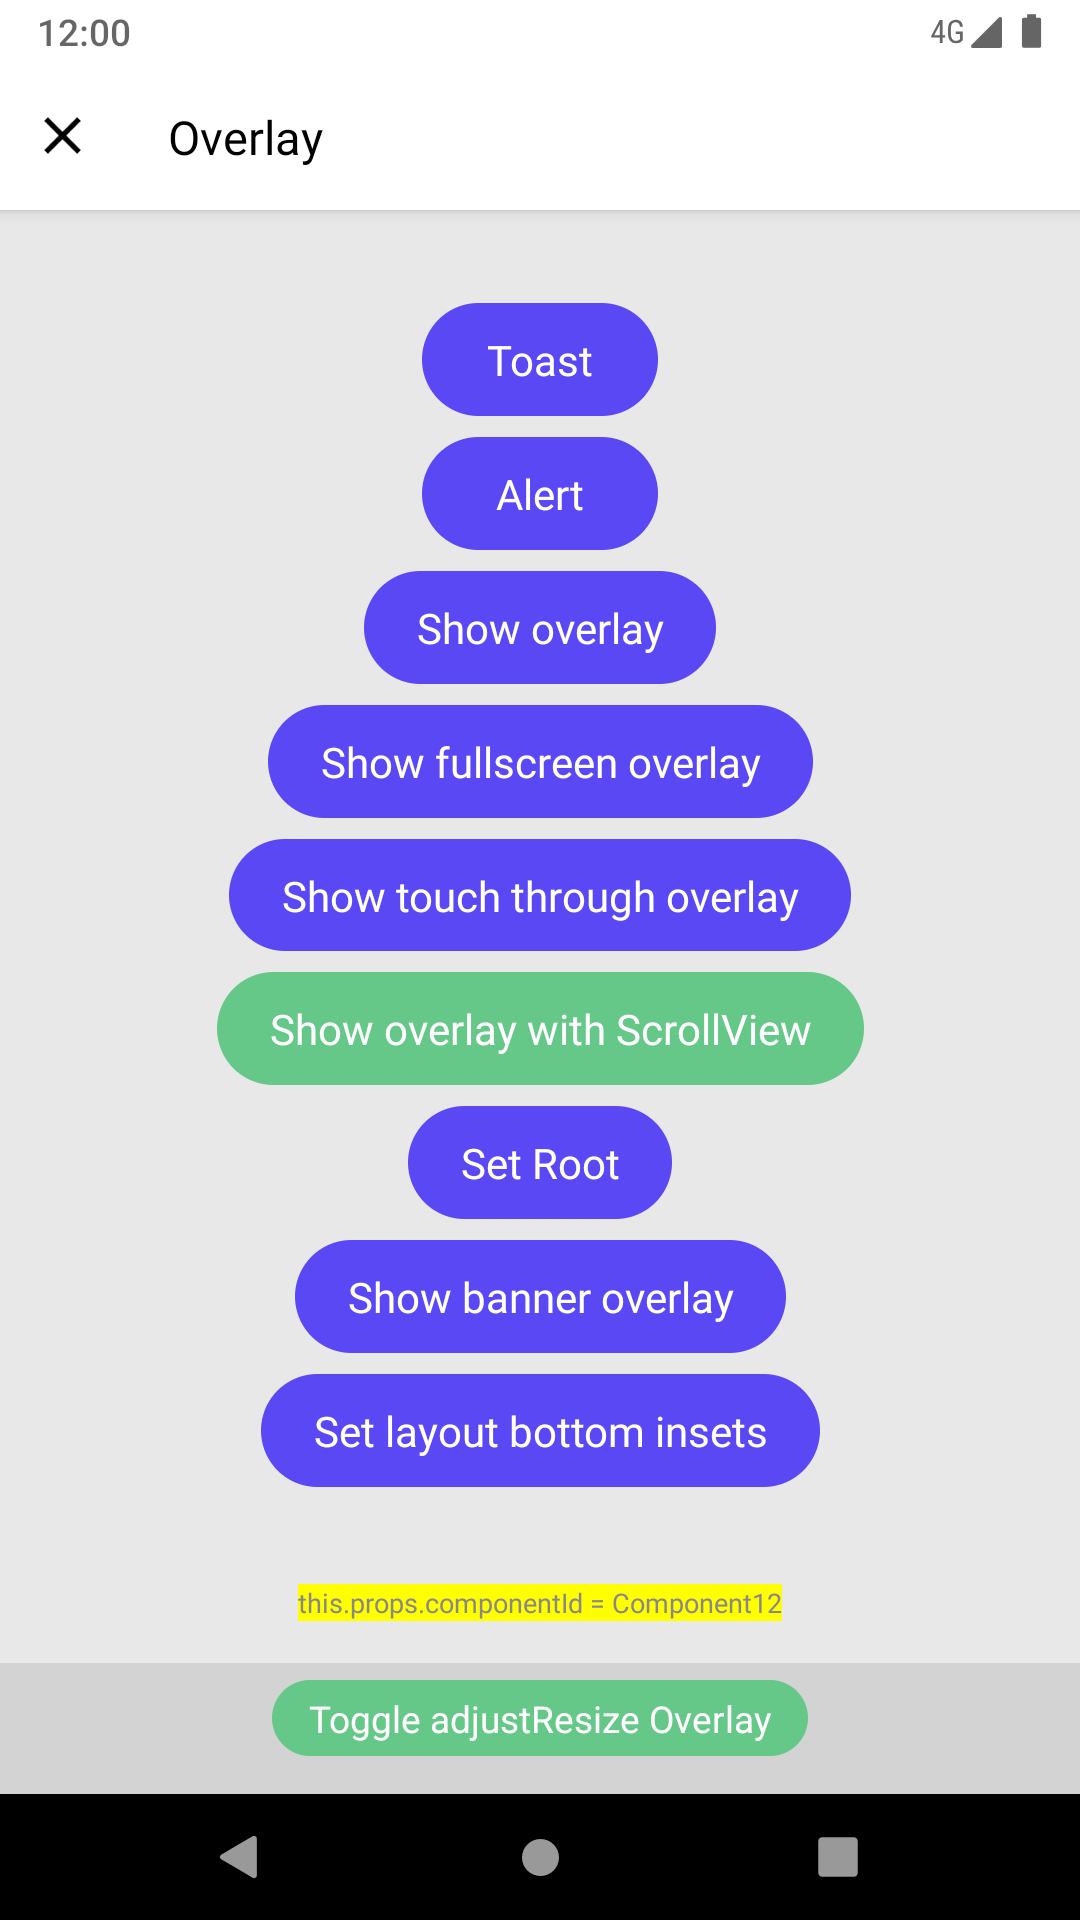 12:00
4G
Overlay
Toast
Alert
Show overlay
Show fullscreen overlay
Show touch through overlay
Show overlay with ScrollView
Set Root
Show banner overlay
Set layout bottom insets
this.props.componentId = Component12
Toggle adjustResize Overlay